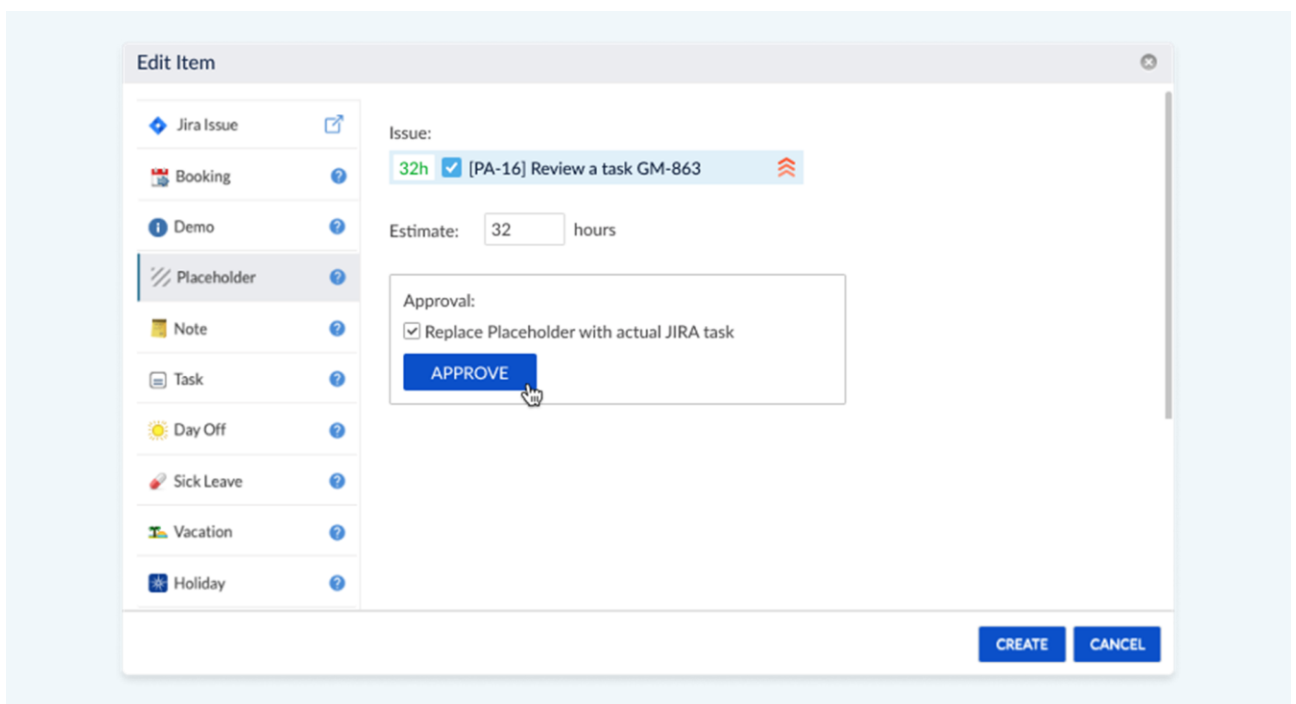 Edit Item
Jira Issue
Booking
Demo
Placeholder
Note
Task
Day Off
Sick Leave
Vacation
Holiday
Issue:
32h [PA-16] Review a task GM-863
Estimate: 32 hours
Approval:
Replace Placeholder with actual JIRA task
APPROVE
CREATE CANCEL